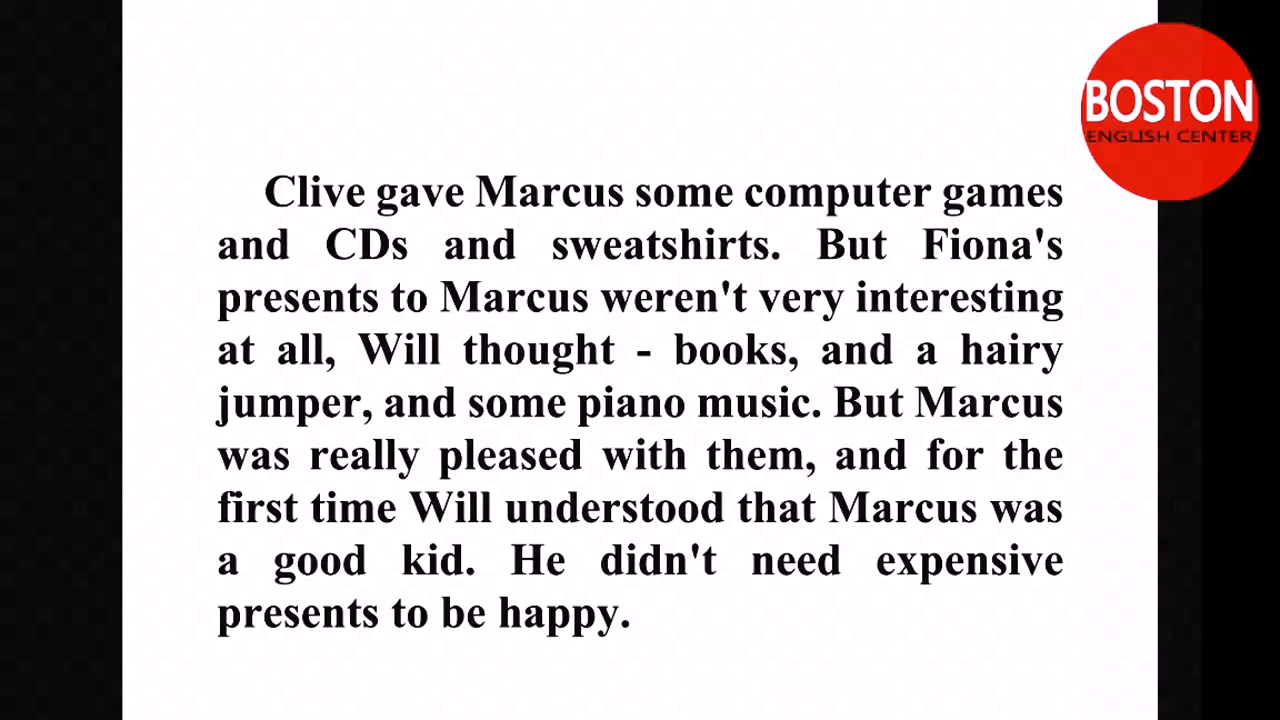 BOSTON
ENGLISH CENTER
Clive gave Marcus some computer games
and CDs and sweatshirts. But Fiona's
presents to Marcus weren't very interesting
at all, Will thought - books, and a hairy
jumper, and some piano music. But Marcus
was really pleased with them, and for the
first time Will understood that Marcus was
a good kid. He didn't need expensive
presents to be happy.